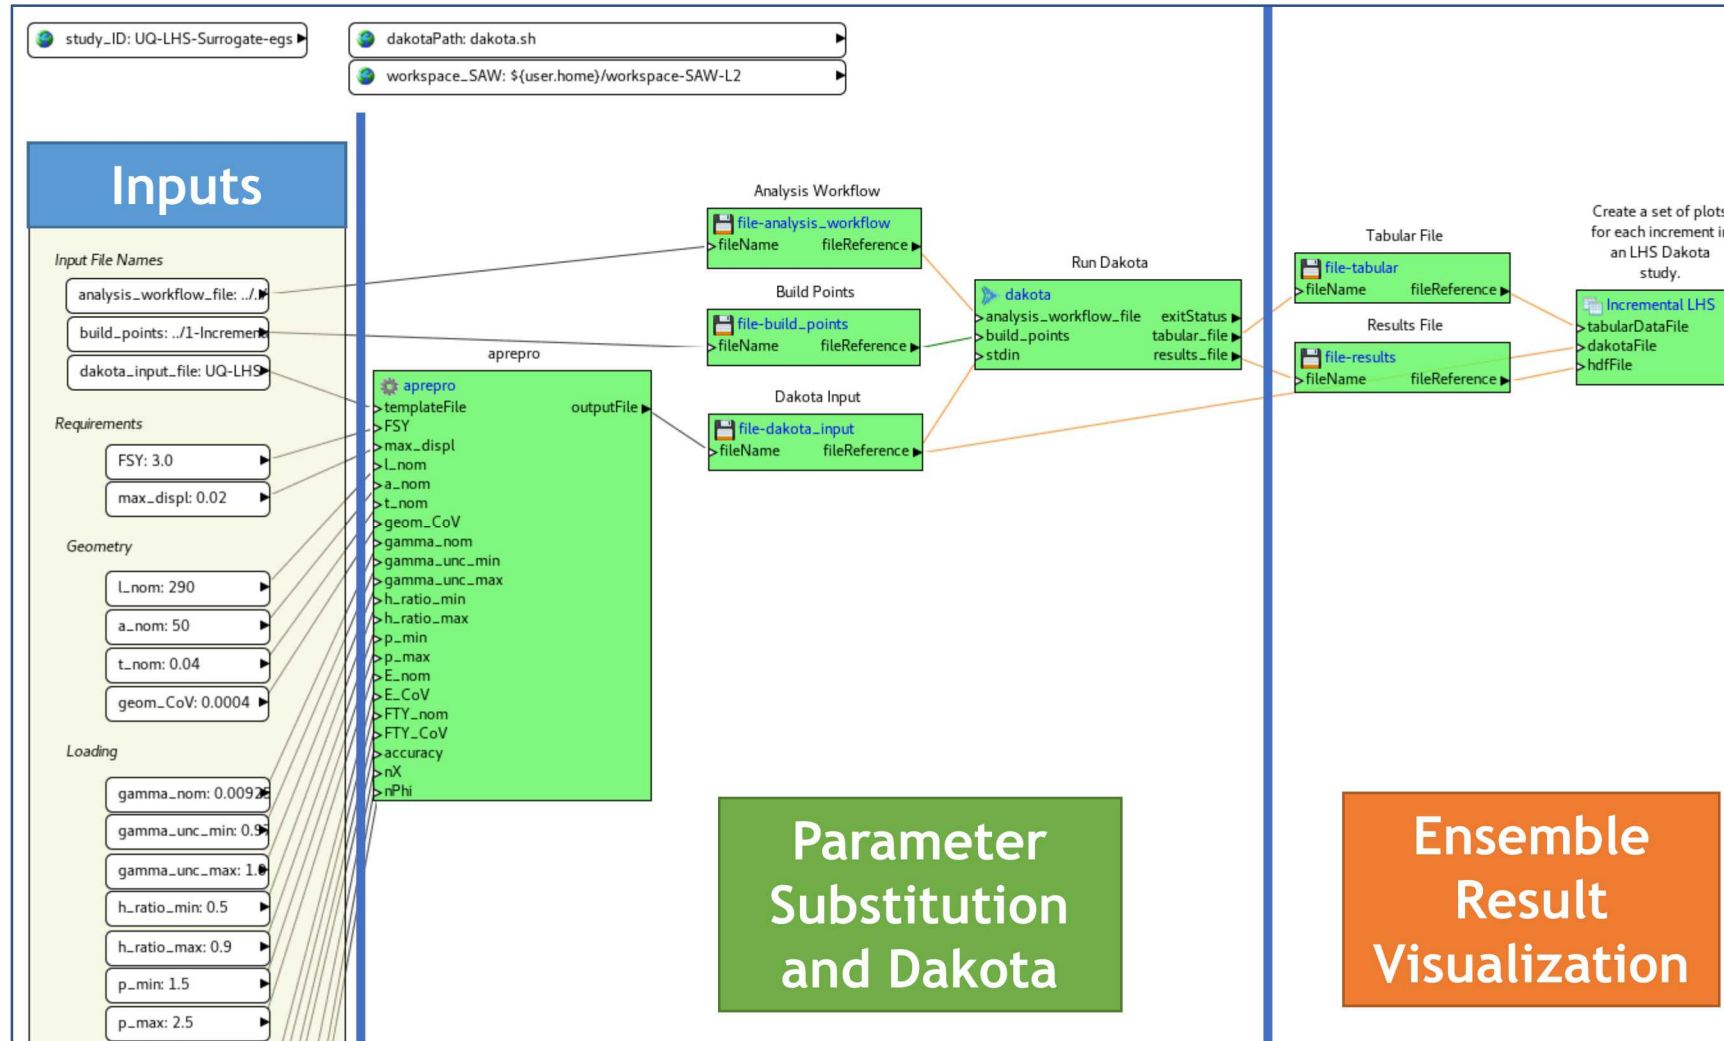 study_ID: UQ-LHS-Surrogate-egs
dakotaPath: dakota.sh
workspace_SAW: ${user.home}/workspace-SAW-L2
Inputs
Input File Names
analysis_workflow_file: ../../
build_points: ../1-Increment
dakota_input_file: UQ-LHS
Requirements
FSY: 3.0
max_displ: 0.02
Geometry
l_nom: 290
a_nom: 50
t_nom: 0.04
geom_CoV: 0.0004
Loading
gamma_nom: 0.00925
gamma_unc_min: 0.97
gamma_unc_max: 1.0
h_ratio_min: 0.5
h_ratio_max: 0.9
p_min: 1.5
p_max: 2.5
aprepro
aprepro
templateFile
outputFile
FSY
max_displ
l_nom
a_nom
t_nom
geom_CoV
gamma_nom
gamma_unc_min
gamma_unc_max
h_ratio_min
h_ratio_max
p_min
p_max
E_nom
E_CoV
FTY_nom
FTY_CoV
accuracy
nX
nPhi
Analysis Workflow
file-analysis_workflow
fileName fileReference
Build Points
file-build_points
fileName fileReference
Dakota Input
file-dakota_input
fileName fileReference
Run Dakota
dakota
analysis_workflow_file exitStatus
build_points tabular_file
stdin results_file
Parameter
Substitution
and Dakota
Tabular File
file-tabular
fileName fileReference
Results File
file-results
fileName fileReference
Create a set of plots
for each increment in
an LHS Dakota
study.
Incremental LHS
tabularDataFile
dakotaFile
hdfFile
Ensemble
Result
Visualization